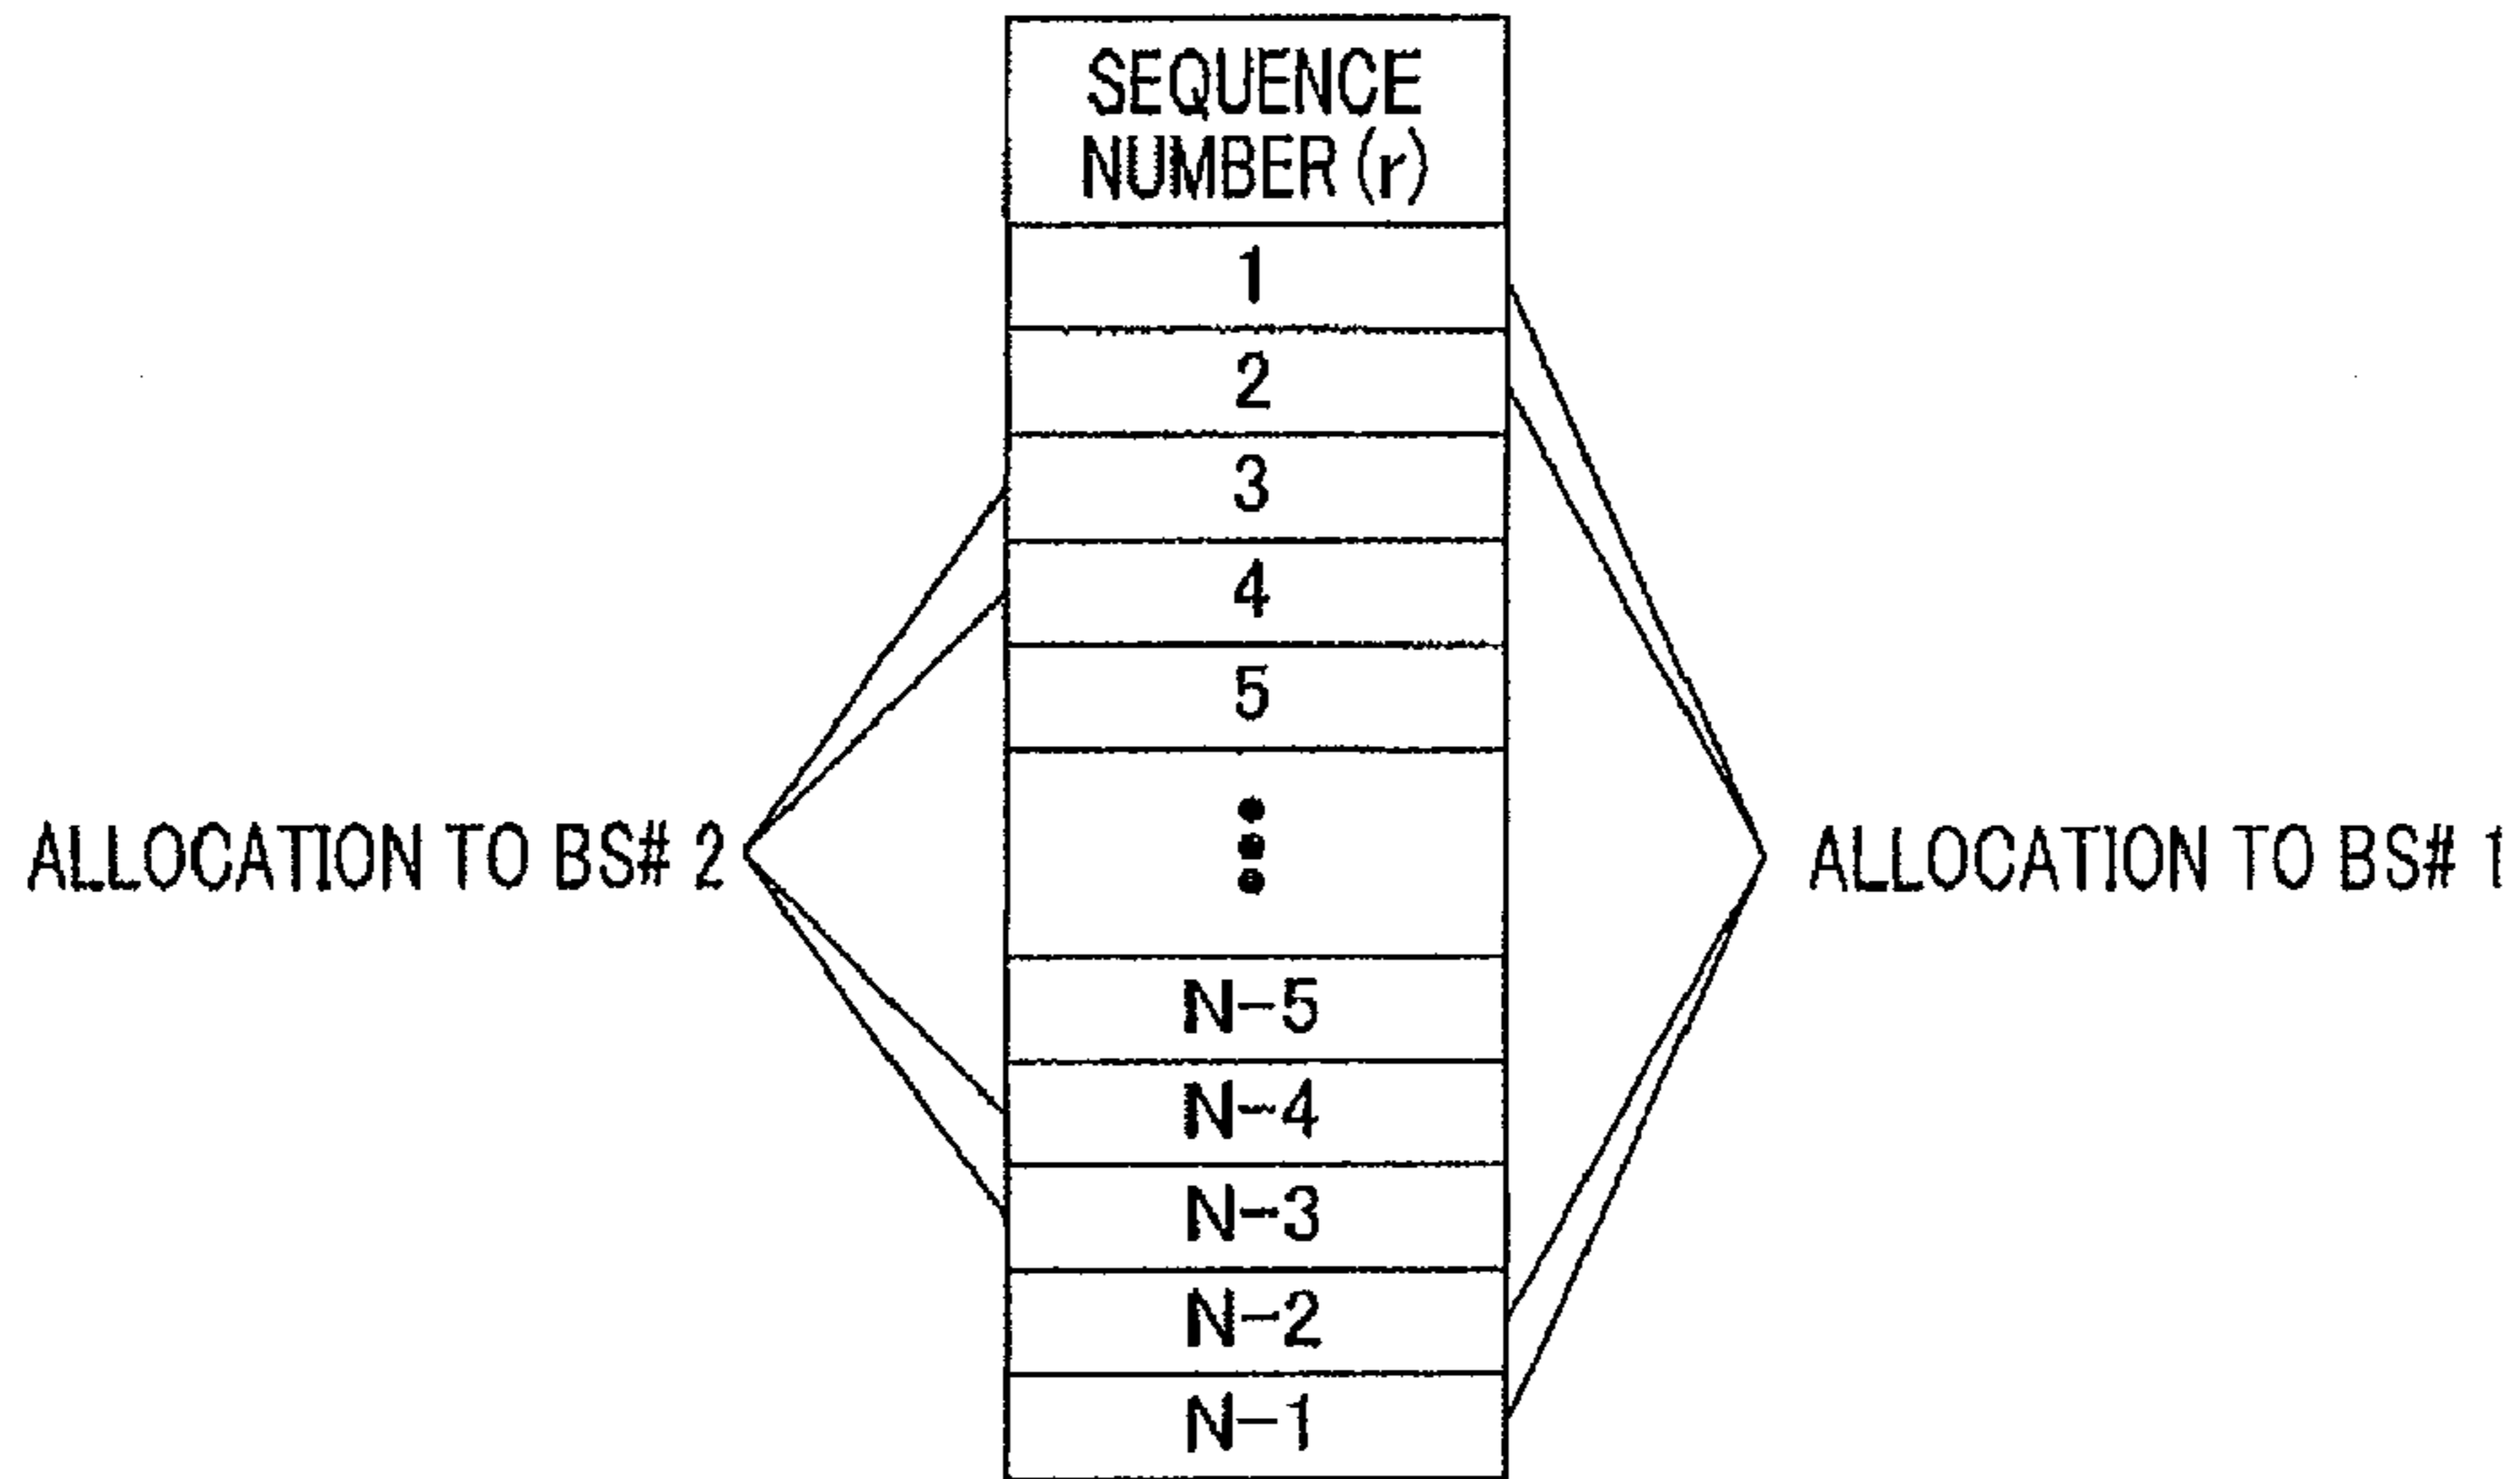 SEQUENCE
NUMBER (r)
1
2
3
4
5
N-5
N-4
N-3
N-2
N-1
ALLOCATION TO BS# 2
ALLOCATION TO BS# 1